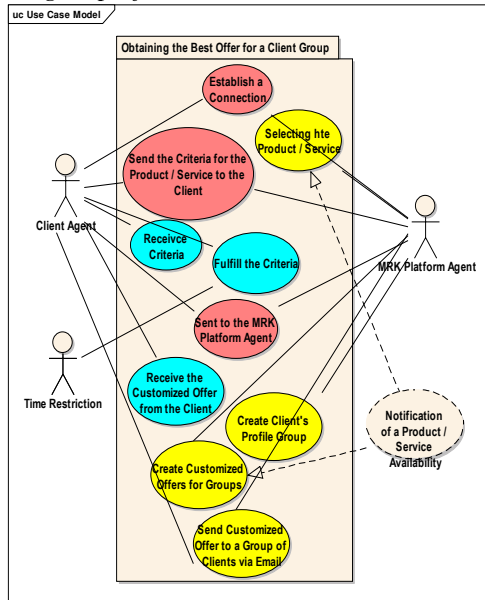 uc Use Case Model
Obtaining the Best Offer for a Client Group
Establish a
Connection
Selecting hte
Product / Service
Send the Criteria for the
Product / Service to the
Client
Client Agent
Receivce
Criteria
Fulfill the Criteria
MRK Platform Agent
Sent to the MRK
Platform Agent
Time Restriction
Receive the
Customized Offer
from the Client
Create Client's
Profile Group
Notification
of a Product /
Service
Availability
Create Customized
Offers for Groups
Send Customized
Offer to a Group of
Clients via Email